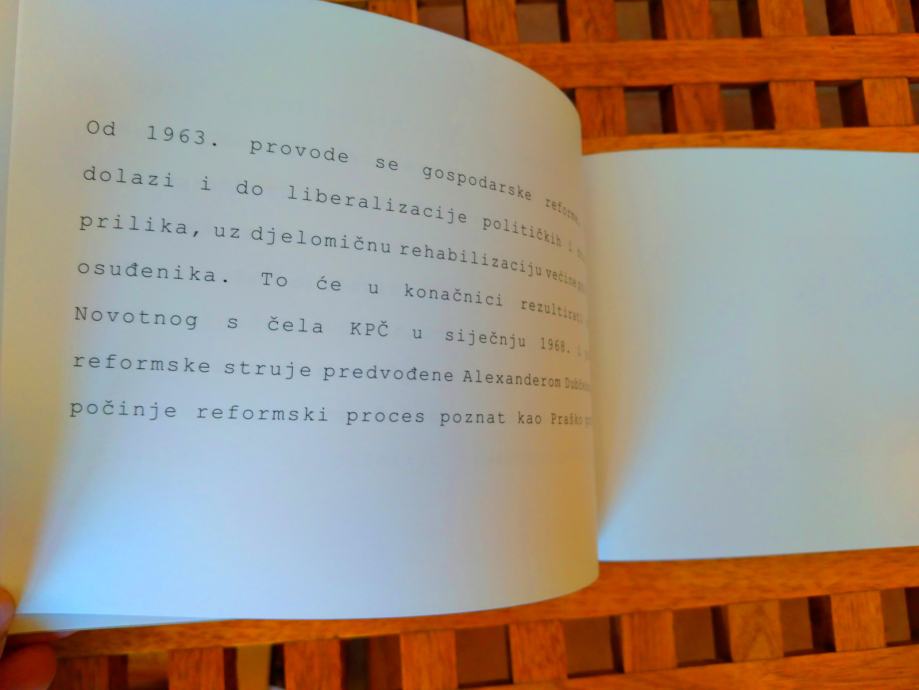 Od 1963. provode se gospodarske reforme,
dolazi i do liberalizacije političkih i
prilika, uz djelomičnu rehabilizaciju većine
osuđenika. To će u konačnici rezultirati
Novotnog s čela KPČ u siječnju 1968. i
reformske struje predvođene Alexanderom
počinje reformski proces poznat kao Praško